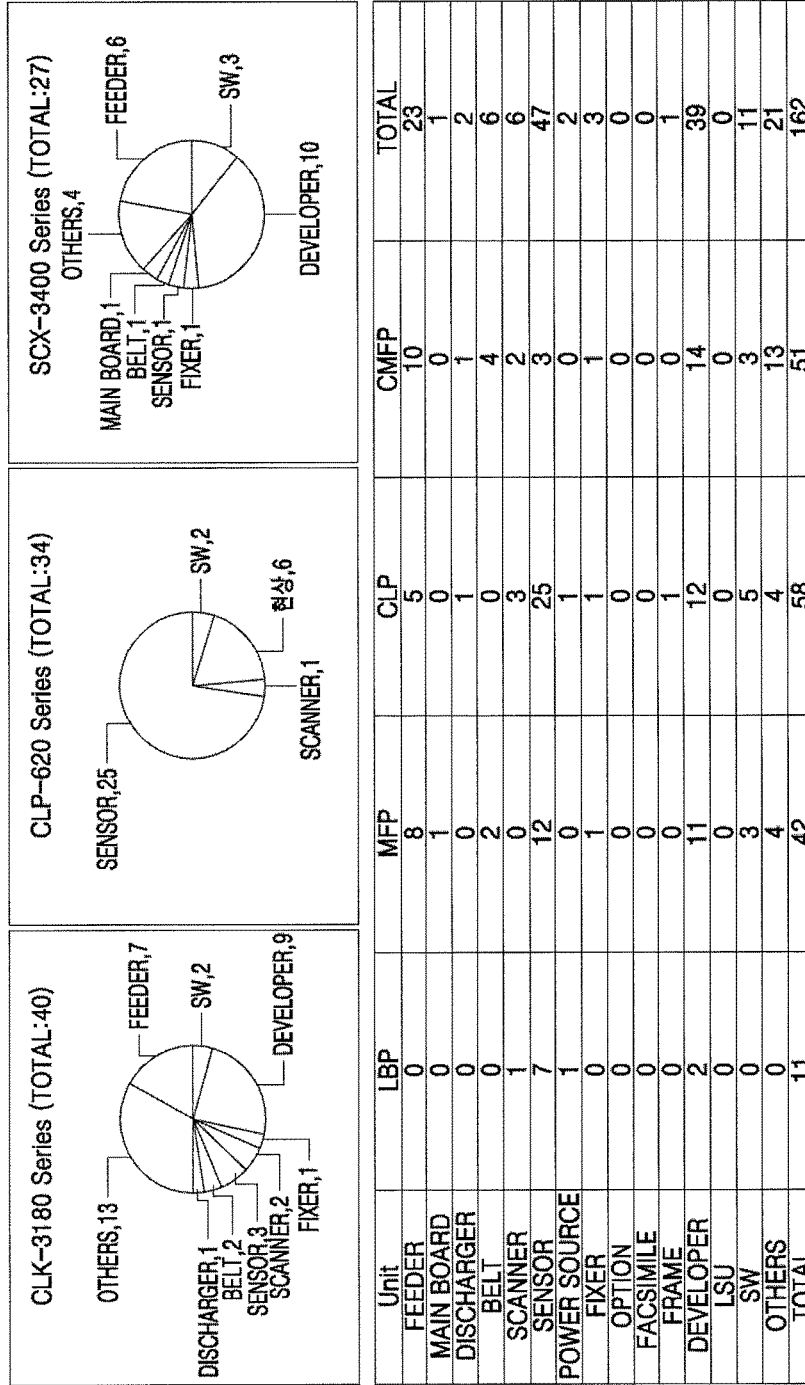 CLK-3180 Series (TOTAL:40)
OTHERS,13
FEEDER,7
SW,2
DEVELOPER,9
FIXER,1
SCANNER,2
SENSOR,3
BELT,2
DISCHARGER,1
CLP-620 Series (TOTAL:34)
SENSOR,25
SW,2
현상,6
SCANNER,1
SCX-3400 Series (TOTAL:27)
OTHERS,4
FEEDER,6
SW,3
DEVELOPER,10
FIXER,1
SENSOR,1
BELT,1
MAIN BOARD,1
Unit LBP MFP CLP CMFP TOTAL
FEEDER 0 8 5 10 23
MAIN BOARD 0 1 0 0 1
DISCHARGER 0 0 1 1 2
BELT 0 2 0 4 6
SCANNER 1 0 3 2 6
SENSOR 7 12 25 3 47
POWER SOURCE 1 0 1 0 2
FIXER 0 1 1 1 3
OPTION 0 0 0 0 0
FACSIMILE 0 0 0 0 0
FRAME 0 0 1 0 1
DEVELOPER 2 11 12 14 39
LSU 0 0 0 0 0
SW 0 3 5 3 11
OTHERS 0 4 4 13 21
TOTAL 11 42 58 51 162